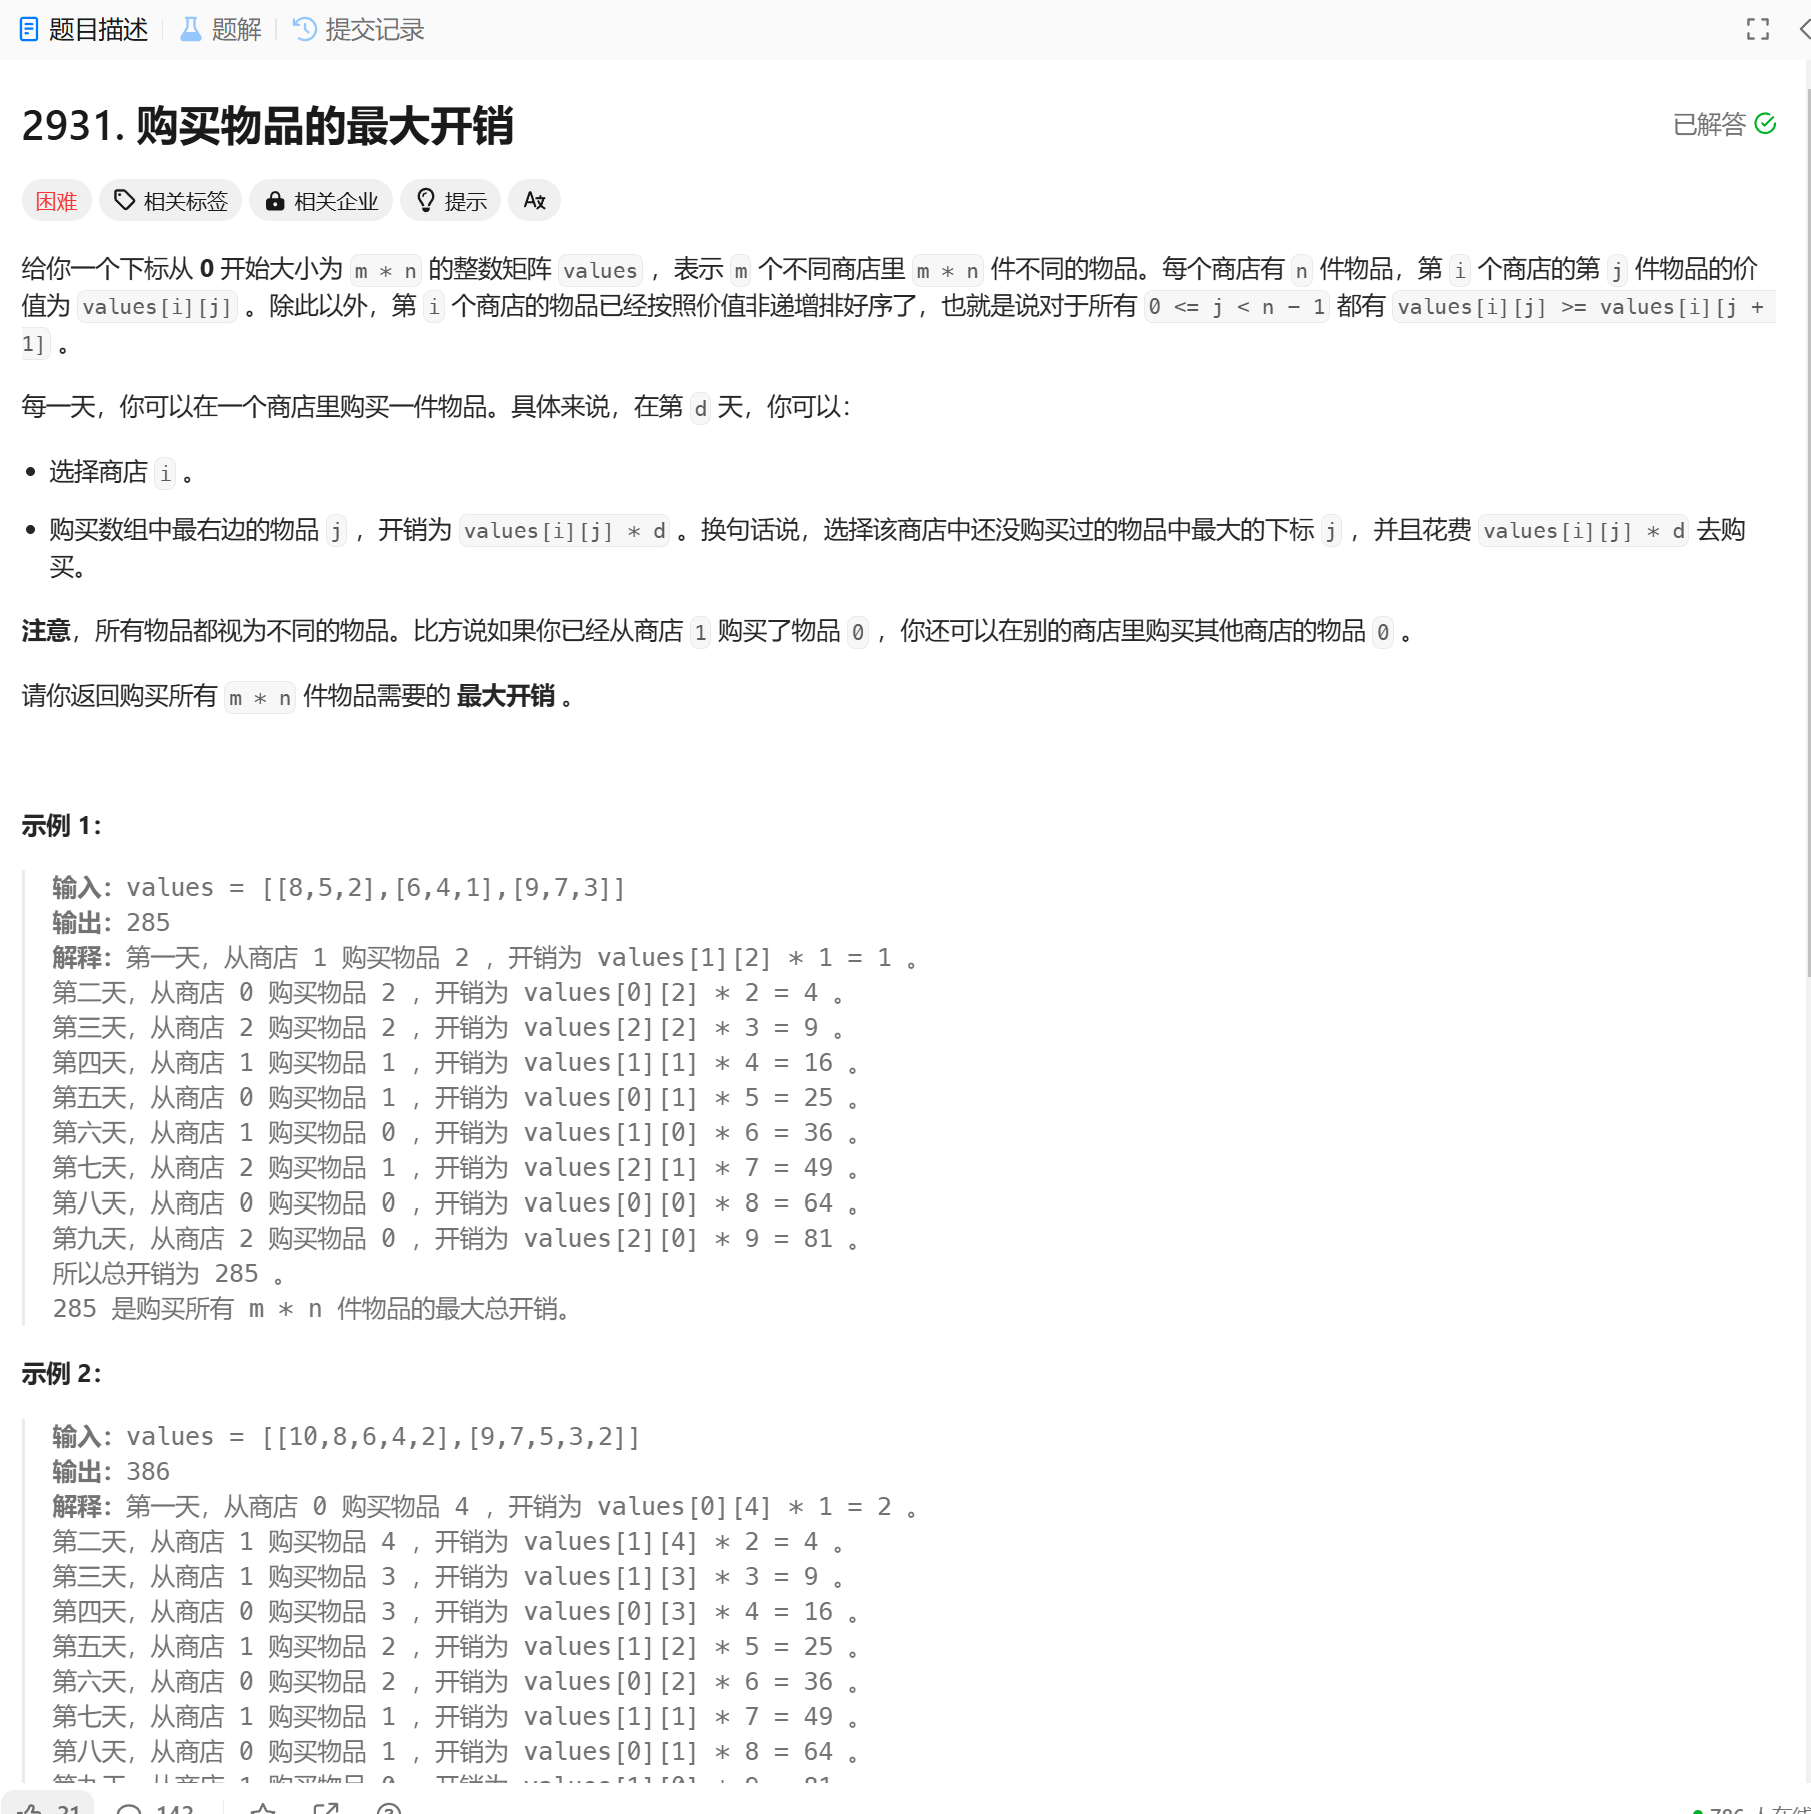 题目描述 题解 提交记录
2931. 购买物品的最大开销
已解答
困难 相关标签 相关企业 提示
给你一个下标从 0 开始大小为 m * n 的整数矩阵 values ，表示 m 个不同商店里 m * n 件不同的物品。每个商店有 n 件物品，第 i 个商店的第 j 件物品的价
值为 values[i][j] 。除此以外，第 i 个商店的物品已经按照价值非递增排好序了，也就是说对于所有 0 <= j < n - 1 都有 values[i][j] >= values[i][j +
1] 。
每一天，你可以在一个商店里购买一件物品。具体来说，在第 d 天，你可以：
• 选择商店 i 。
• 购买数组中最右边的物品 j ，开销为 values[i][j] * d 。换句话说，选择该商店中还没购买过的物品中最大的下标 j ，并且花费 values[i][j] * d 去购
买。
注意，所有物品都视为不同的物品。比方说如果你已经从商店 1 购买了物品 0 ，你还可以在别的商店里购买其他商店的物品 0 。
请你返回购买所有 m * n 件物品需要的 最大开销 。
示例 1：
输入：values = [[8,5,2],[6,4,1],[9,7,3]]
输出：285
解释：第一天，从商店 1 购买物品 2 ，开销为 values[1][2] * 1 = 1 。
第二天，从商店 0 购买物品 2 ，开销为 values[0][2] * 2 = 4 。
第三天，从商店 2 购买物品 2 ，开销为 values[2][2] * 3 = 9 。
第四天，从商店 1 购买物品 1 ，开销为 values[1][1] * 4 = 16 。
第五天，从商店 0 购买物品 1 ，开销为 values[0][1] * 5 = 25 。
第六天，从商店 1 购买物品 0 ，开销为 values[1][0] * 6 = 36 。
第七天，从商店 2 购买物品 1 ，开销为 values[2][1] * 7 = 49 。
第八天，从商店 0 购买物品 0 ，开销为 values[0][0] * 8 = 64 。
第九天，从商店 2 购买物品 0 ，开销为 values[2][0] * 9 = 81 。
所以总开销为 285 。
285 是购买所有 m * n 件物品的最大总开销。
示例 2：
输入：values = [[10,8,6,4,2],[9,7,5,3,2]]
输出：386
解释：第一天，从商店 0 购买物品 4 ，开销为 values[0][4] * 1 = 2 。
第二天，从商店 1 购买物品 4 ，开销为 values[1][4] * 2 = 4 。
第三天，从商店 1 购买物品 3 ，开销为 values[1][3] * 3 = 9 。
第四天，从商店 0 购买物品 3 ，开销为 values[0][3] * 4 = 16 。
第五天，从商店 1 购买物品 2 ，开销为 values[1][2] * 5 = 25 。
第六天，从商店 0 购买物品 2 ，开销为 values[0][2] * 6 = 36 。
第七天，从商店 1 购买物品 1 ，开销为 values[1][1] * 7 = 49 。
第八天，从商店 0 购买物品 1 ，开销为 values[0][1] * 8 = 64 。